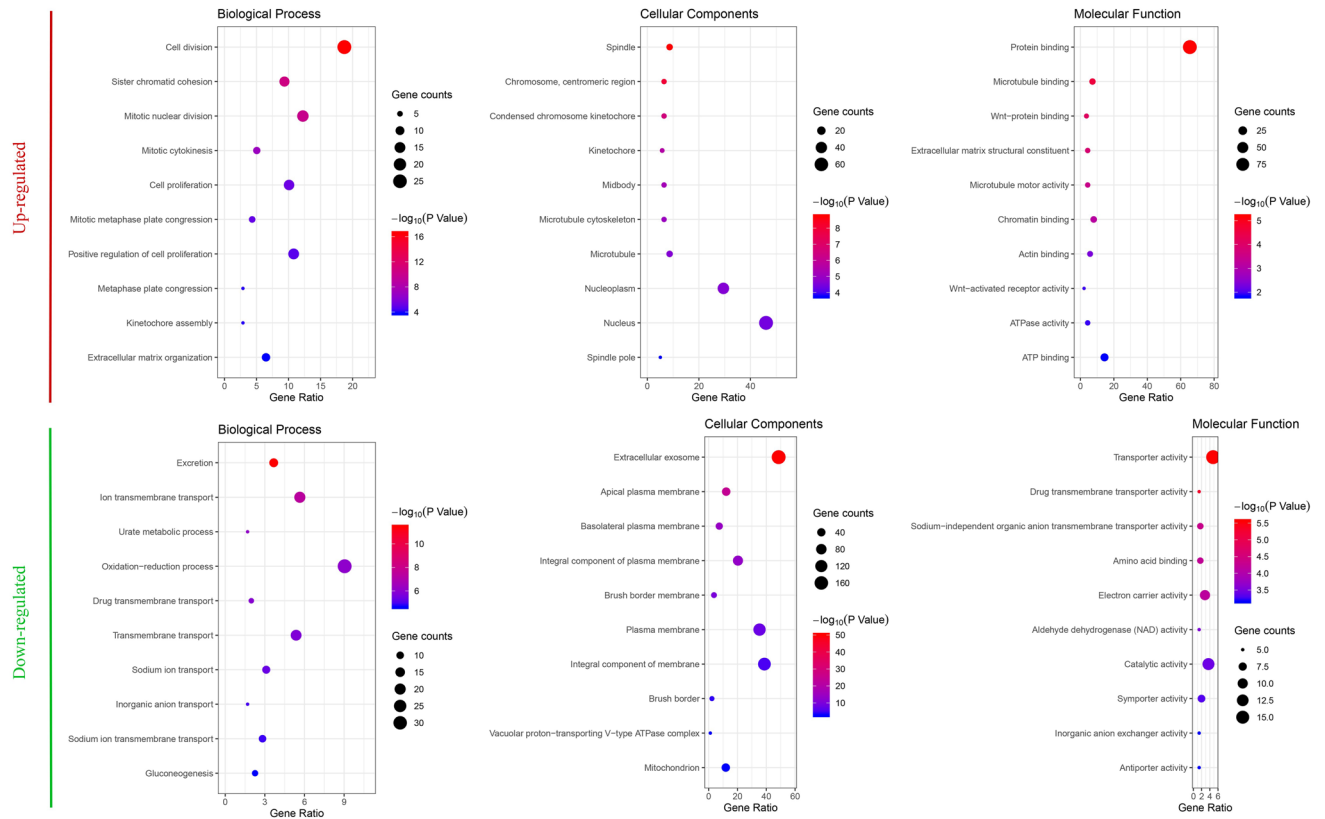 Up-regulated
Biological Process
Cell division
Sister chromatid cohesion
Mitotic nuclear division
Mitotic cytokinesis
Cell proliferation
Mitotic metaphase plate congression
Positive regulation of cell proliferation
Metaphase plate congression
Kinetochore assembly
Extracellular matrix organization
0 5 10 15 20
Gene Ratio
Gene counts
5
10
15
20
25
−log10(P Value)
16
12
8
4
Cellular Components
Spindle
Chromosome, centromeric region
Condensed chromosome kinetochore
Kinetochore
Midbody
Microtubule cytoskeleton
Microtubule
Nucleoplasm
Nucleus
Spindle pole
0 20 40
Gene Ratio
Gene counts
20
40
60
−log10(P Value)
8
7
6
5
4
Molecular Function
Protein binding
Microtubule binding
Wnt−protein binding
Extracellular matrix structural constituent
Microtubule motor activity
Chromatin binding
Actin binding
Wnt−activated receptor activity
ATPase activity
ATP binding
0 20 40 60 80
Gene Ratio
Gene counts
25
50
75
−log10(P Value)
5
4
3
2
Down-regulated
Biological Process
Excretion
Ion transmembrane transport
Urate metabolic process
Oxidation−reduction process
Drug transmembrane transport
Transmembrane transport
Sodium ion transport
Inorganic anion transport
Sodium ion transmembrane transport
Gluconeogenesis
0 3 6 9
Gene Ratio
−log10(P Value)
10
8
6
Gene counts
10
15
20
25
30
Cellular Components
Extracellular exosome
Apical plasma membrane
Basolateral plasma membrane
Integral component of plasma membrane
Brush border membrane
Plasma membrane
Integral component of membrane
Brush border
Vacuolar proton−transporting V−type ATPase complex
Mitochondrion
0 20 40 60
Gene Ratio
Gene counts
40
80
120
160
−log10(P Value)
50
40
30
20
10
Molecular Function
Transporter activity
Drug transmembrane transporter activity
Sodium−independent organic anion transmembrane transporter activity
Amino acid binding
Electron carrier activity
Aldehyde dehydrogenase (NAD) activity
Catalytic activity
Symporter activity
Inorganic anion exchanger activity
Antiporter activity
0 2 4 6
Gene Ratio
−log10(P Value)
5.5
5.0
4.5
4.0
3.5
Gene counts
5.0
7.5
10.0
12.5
15.0